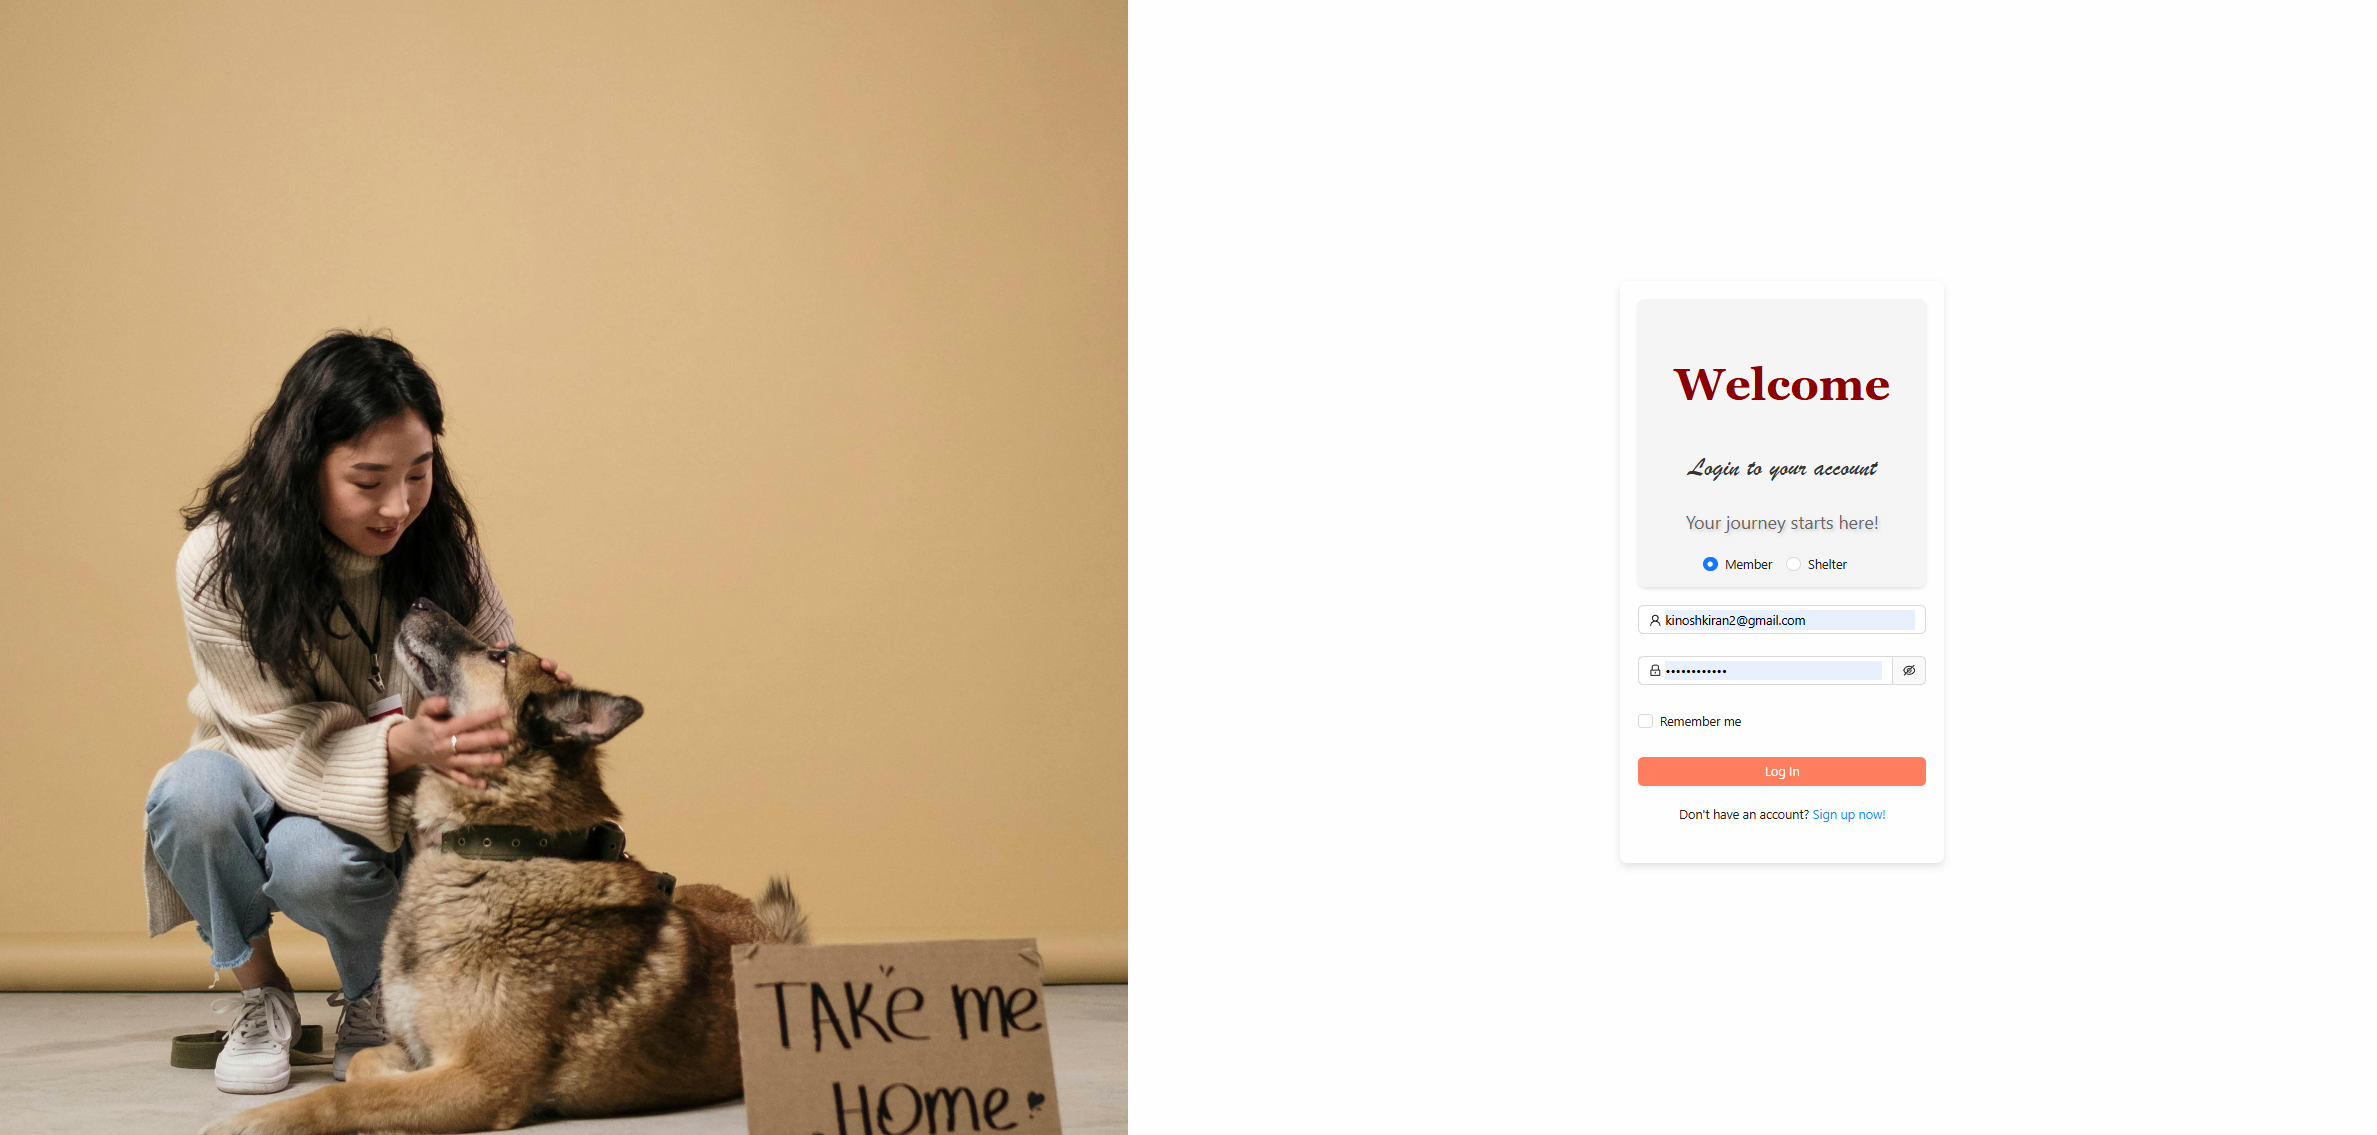 TAKe me
Home
Welcome
Login to your account
Your journey starts here!
Member Shelter
kinoshkiran2@gmail.com
••••••••••••
Remember me
Log In
Don't have an account? Sign up now!